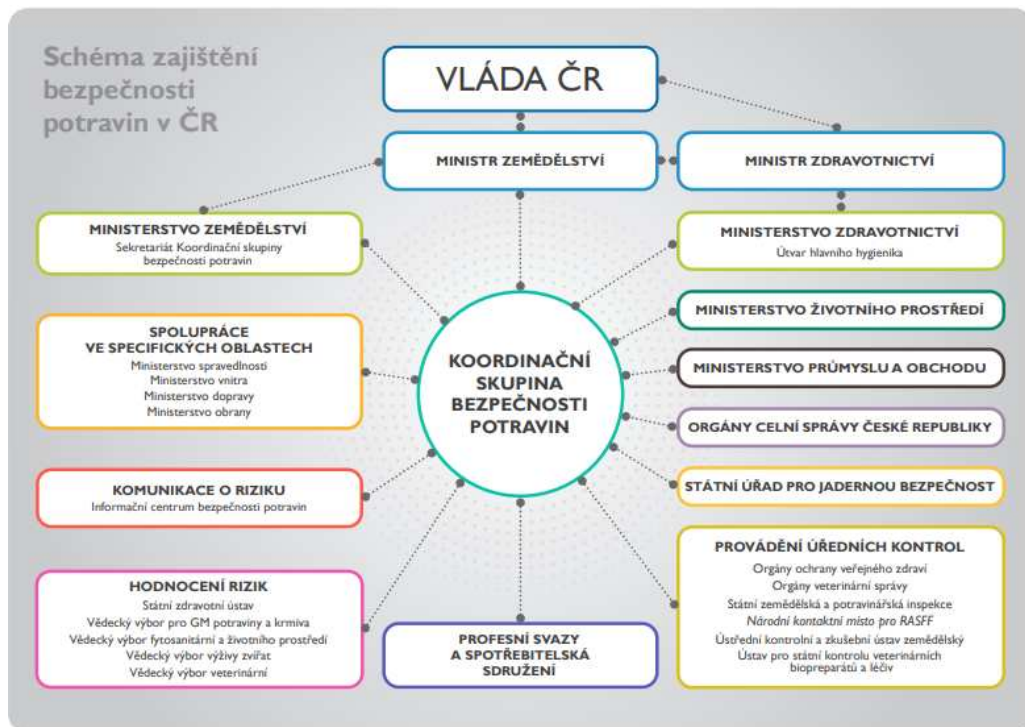 Schéma zajištění
bezpečnosti
potravin v ČR
VLÁDA ČR
MINISTR ZEMĚDĚLSTVÍ
MINISTR ZDRAVOTNICTVÍ
MINISTERSTVO ZEMĚDĚLSTVÍ
Sekretariát Koordinační skupiny
bezpečnosti potravin
MINISTERSTVO ZDRAVOTNICTVÍ
Útvar hlavního hygienika
SPOLUPRÁCE
VE SPECIFICKÝCH OBLASTECH
Ministerstvo spravedlnosti
Ministerstvo vnitra
Ministerstvo dopravy
Ministerstvo obrany
KOORDINAČNÍ
SKUPINA
BEZPEČNOSTI
POTRAVIN
MINISTERSTVO ŽIVOTNÍHO PROSTŘEDÍ
MINISTERSTVO PRŮMYSLU A OBCHODU
ORGÁNY CELNÍ SPRÁVY ČESKÉ REPUBLIKY
STÁTNÍ ÚŘAD PRO JADERNOU BEZPEČNOST
KOMUNIKACE O RIZIKU
Informační centrum bezpečnosti potravin
HODNOCENÍ RIZIK
Státní zdravotní ústav
Vědecký výbor pro GM potraviny a krmiva
Vědecký výbor fytosanitární a životního prostředí
Vědecký výbor výživy zvířat
Vědecký výbor veterinární
PROFESNÍ SVAZY
A SPOTŘEBITELSKÁ
SDRUŽENÍ
PROVÁDĚNÍ ÚŘEDNÍCH KONTROL
Orgány ochrany veřejného zdraví
Orgány veterinární správy
Státní zemědělská a potravinářská inspekce
Národní kontaktní místo pro RASFF
Ústřední kontrolní a zkušební ústav zemědělský
Ústav pro státní kontrolu veterinárních
biopreparátů a léčiv